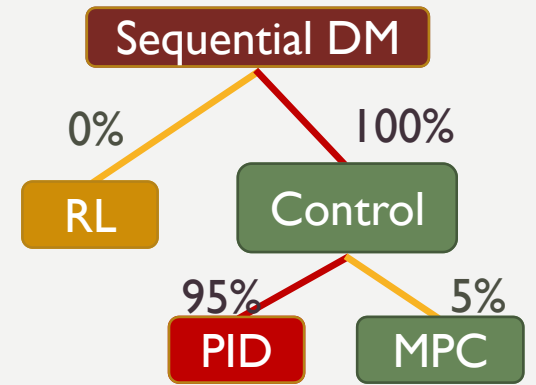 Sequential DM
0%
100%
RL
Control
95%
5%
PID
MPC